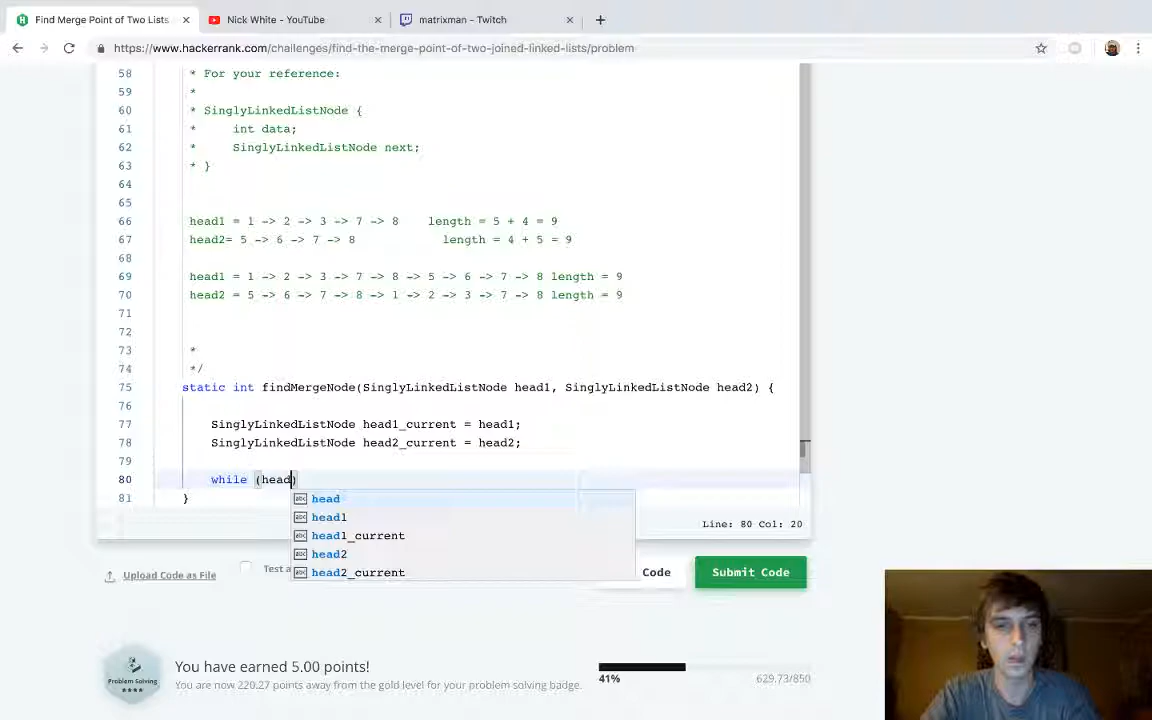 Find Merge Point of Two Lists
Nick White - YouTube
matrixman - Twitch
https://www.hackerrank.com/challenges/find-the-merge-point-of-two-joined-linked-lists/problem
58 * For your reference:
59 *
60 * SinglyLinkedListNode {
61 * int data;
62 * SinglyLinkedListNode next;
63 * }
64
65
66 head1 = 1 -> 2 -> 3 -> 7 -> 8 length = 5 + 4 = 9
67 head2= 5 -> 6 -> 7 -> 8 length = 4 + 5 = 9
68
69 head1 = 1 -> 2 -> 3 -> 7 -> 8 -> 5 -> 6 -> 7 -> 8 length = 9
70 head2 = 5 -> 6 -> 7 -> 8 -> 1 -> 2 -> 3 -> 7 -> 8 length = 9
71
72
73 *
74 */
75 static int findMergeNode(SinglyLinkedListNode head1, SinglyLinkedListNode head2) {
76
77 SinglyLinkedListNode head1_current = head1;
78 SinglyLinkedListNode head2_current = head2;
79
80 while (head)
81 }
abc head
abc head1
abc head1_current
abc head2
abc head2_current
Line: 80 Col: 20
Upload Code as File
Test a
Code
Submit Code
You have earned 5.00 points!
You are now 220.27 points away from the gold level for your problem solving badge.
Problem Solving
41%
629.73/850